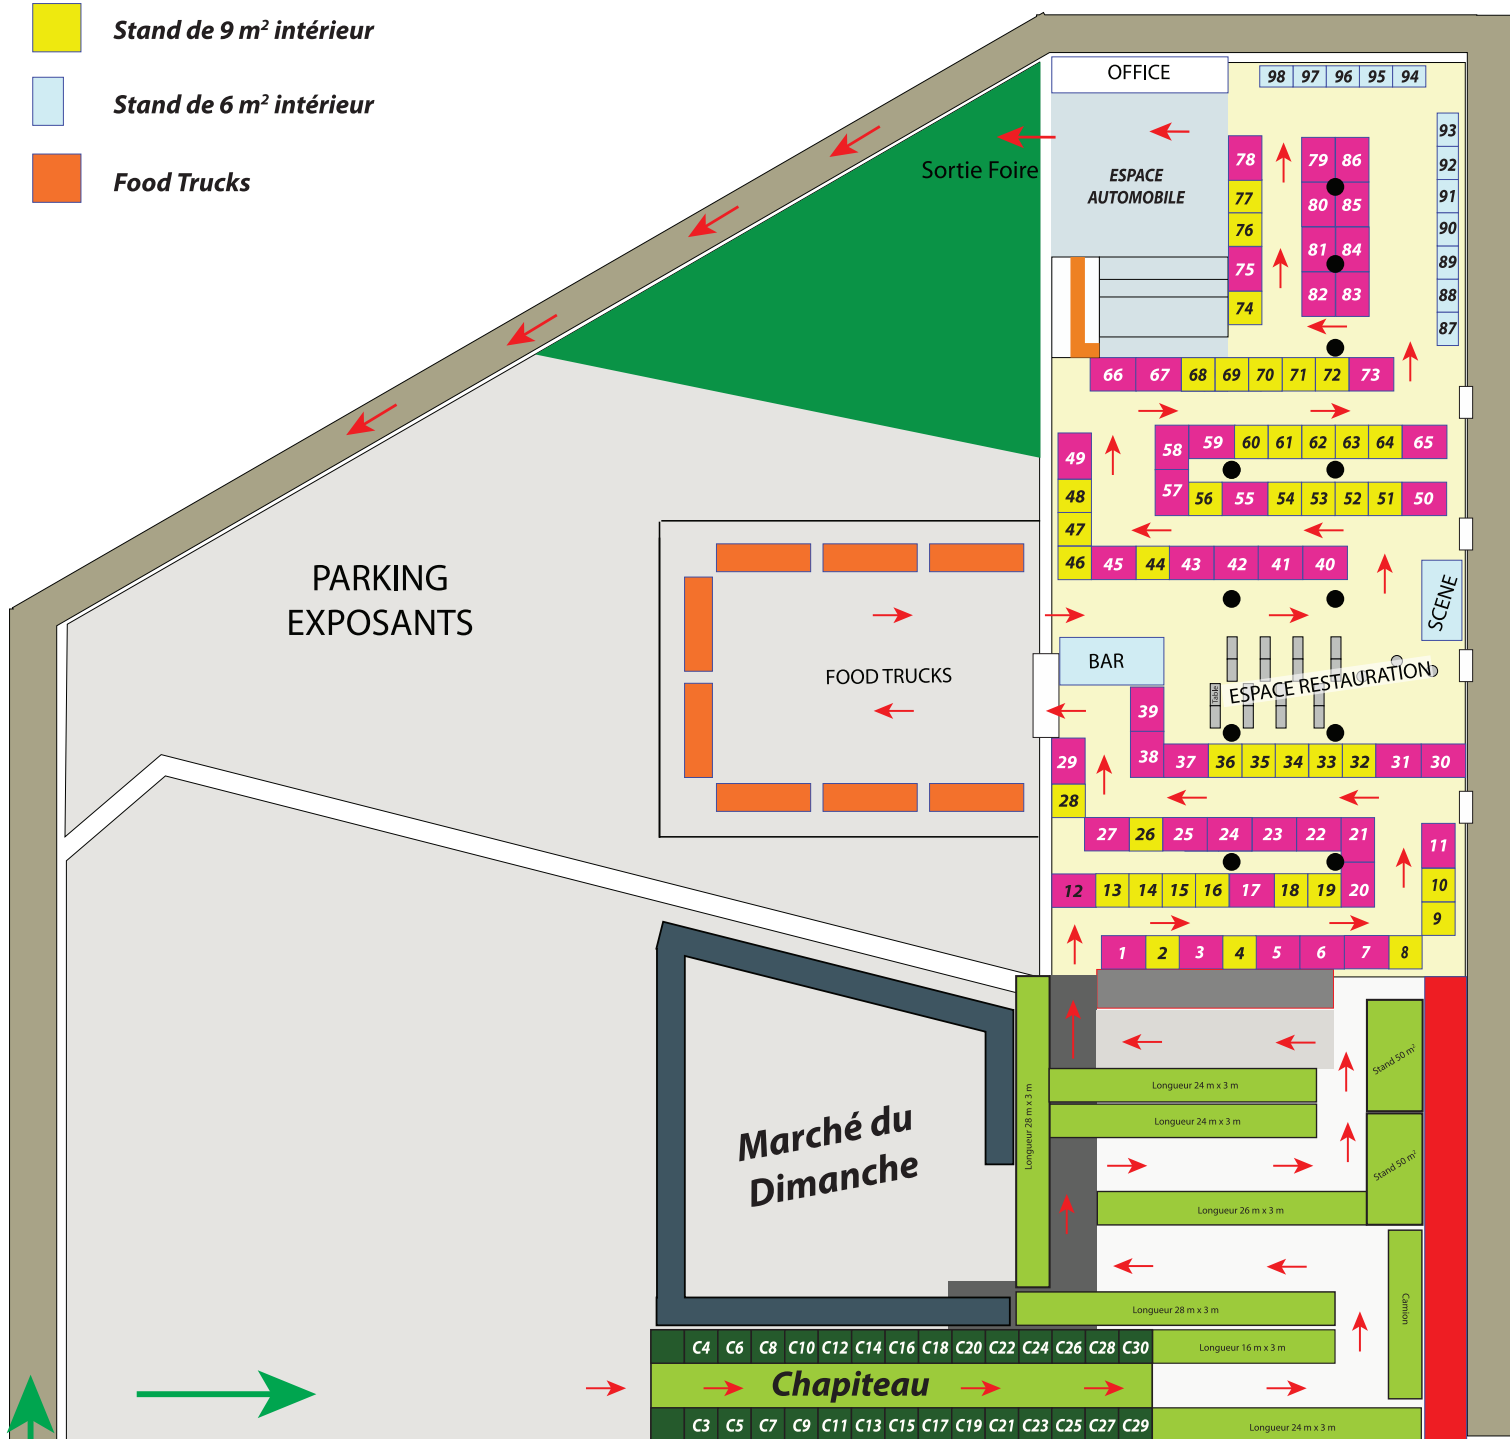 Stand de 9 m² intérieur
Stand de 6 m² intérieur
Food Trucks
OFFICE
98 97 96 95 94
93
92
91
90
89
88
87
Sortie Foire
ESPACE
AUTOMOBILE
78
77
76
75
74
79 86
80 85
81 84
82 83
66 67 68 69 70 71 72 73
58 59 60 61 62 63 64 65
57 56 55 54 53 52 51 50
49
48
47
46 45 44 43 42 41 40
PARKING
EXPOSANTS
FOOD TRUCKS
SCENE
BAR
ESPACE RESTAURATION
Table
39
38 37 36 35 34 33 32 31 30
29
28
27 26 25 24 23 22 21
12 13 14 15 16 17 18 19 20
11
10
9
1 2 3 4 5 6 7 8
Marché du
Dimanche
Longueur 28 m x 3 m
Longueur 24 m x 3 m
Longueur 24 m x 3 m
Stand 50 m²
Stand 50 m²
Longueur 26 m x 3 m
Longueur 28 m x 3 m
Camion
C4 C6 C8 C10 C12 C14 C16 C18 C20 C22 C24 C26 C28 C30
Longueur 16 m x 3 m
Chapiteau
C3 C5 C7 C9 C11 C13 C15 C17 C19 C21 C23 C25 C27 C29
Longueur 24 m x 3 m